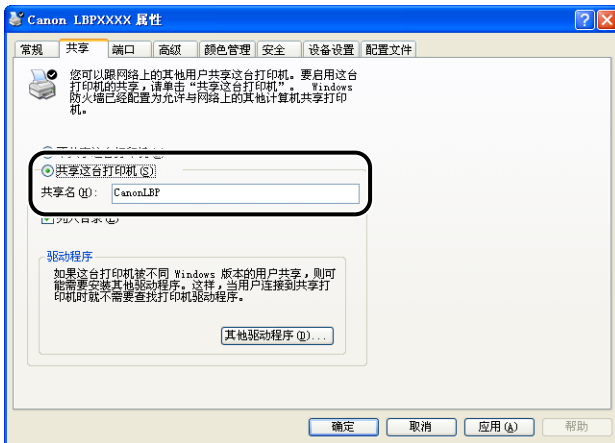 Canon LBPXXXX 属性
常规 共享 端口 高级 颜色管理 安全 设备设置 配置文件
您可以跟网络上的其他用户共享这台打印机。要启用这台
打印机的共享，请单击“共享这台打印机”。 Windows
防火墙已经配置为允许与网络上的其他计算机共享打印
机。
共享这台打印机(S)
共享名(H): CanonLBP
列入目录(L)
驱动程序
如果这台打印机被不同 Windows 版本的用户共享，则可
能需要安装其他驱动程序。这样，当用户连接到共享打
印机时就不需要查找打印机驱动程序。
其他驱动程序(D)...
确定 取消 应用(A) 帮助